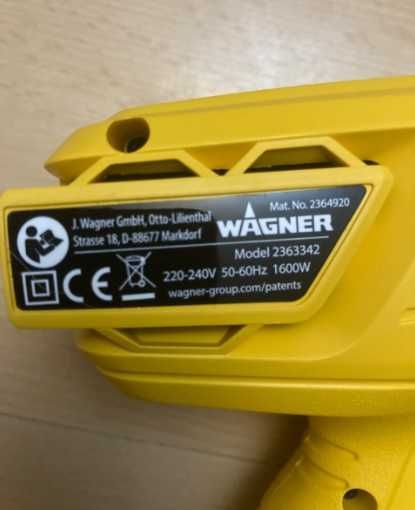 J. Wagner GmbH, Otto-Lilienthal
Strasse 18, D-88677 Markdorf
Mat. No. 2364920
WAGNER
Model 2363342
CE
220-240V 50-60Hz 1600W
wagner-group.com/patents